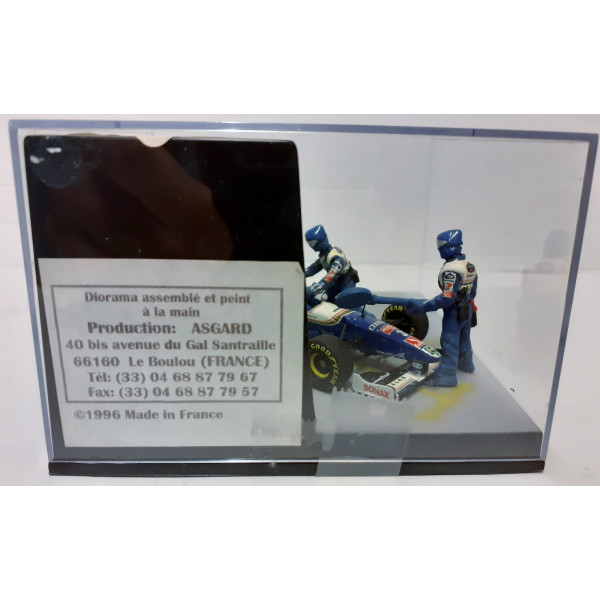 Diorama assemblé et peint
à la main
Production: ASGARD
40 bis avenue du Gal Santraille
66160 Le Boulou (FRANCE)
Tél: (33) 04 68 87 79 67
Fax: (33) 04 68 87 79 57
©1996 Made in France
GOODYEAR
SONAX